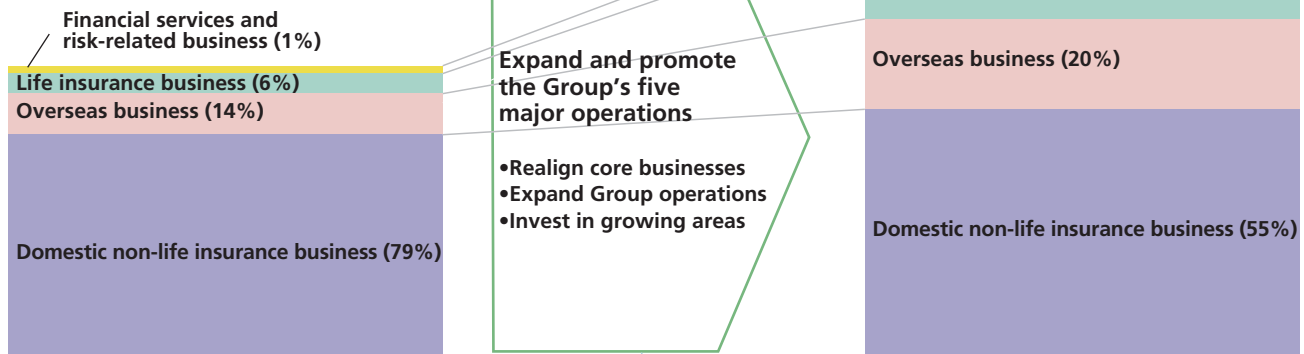 Financial services and
risk-related business (1%)
Life insurance business (6%)
Overseas business (14%)
Domestic non-life insurance business (79%)
Expand and promote
the Group's five
major operations
•Realign core businesses
•Expand Group operations
•Invest in growing areas
Overseas business (20%)
Domestic non-life insurance business (55%)